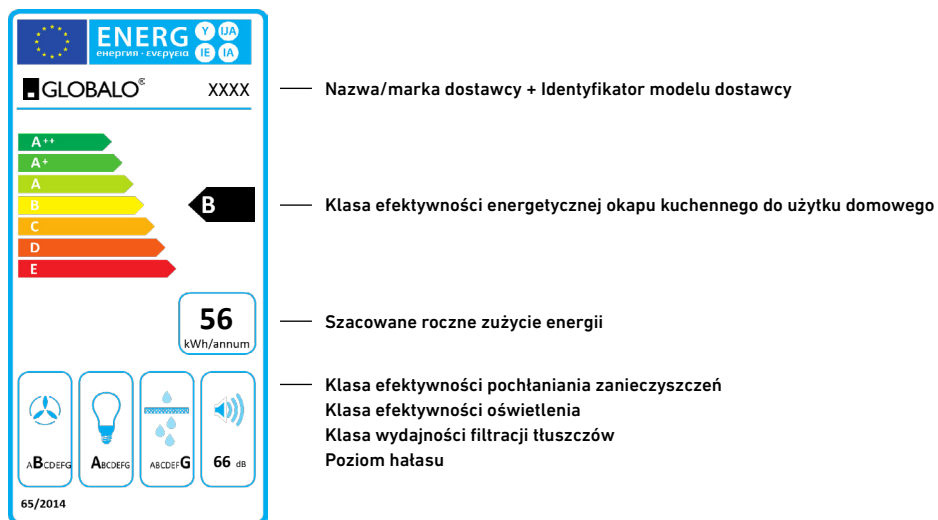 ENERG Y IJA
енергия · ενεργεια IE IA
GLOBALO® XXXX
Nazwa/marka dostawcy + Identyfikator modelu dostawcy
A++
A+
A
B
C
D
E
B
Klasa efektywności energetycznej okapu kuchennego do użytku domowego
56
kWh/annum
Szacowane roczne zużycie energii
Klasa efektywności pochłaniania zanieczyszczeń
Klasa efektywności oświetlenia
Klasa wydajności filtracji tłuszczów
Poziom hałasu
ABCDEFG
ABCDEFG
ABCDEFG
66 dB
65/2014